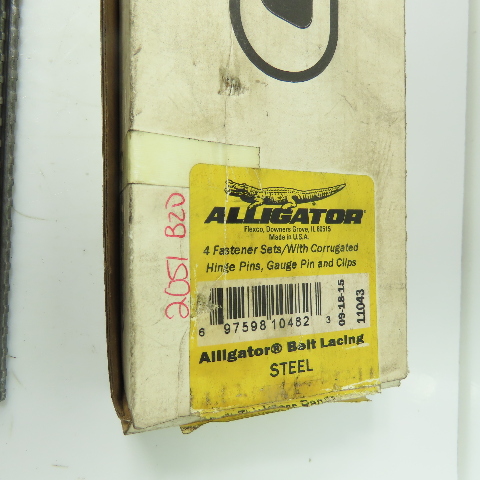 ALLIGATOR
Flexco, Downers Grove, IL 60515
Made in U.S.A.
4 Fastener Sets/With Corrugated
Hinge Pins, Gauge Pin and Clips
6 97598 10482 3
09-18-15
11043
Alligator® Belt Lacing
STEEL
2051 B20